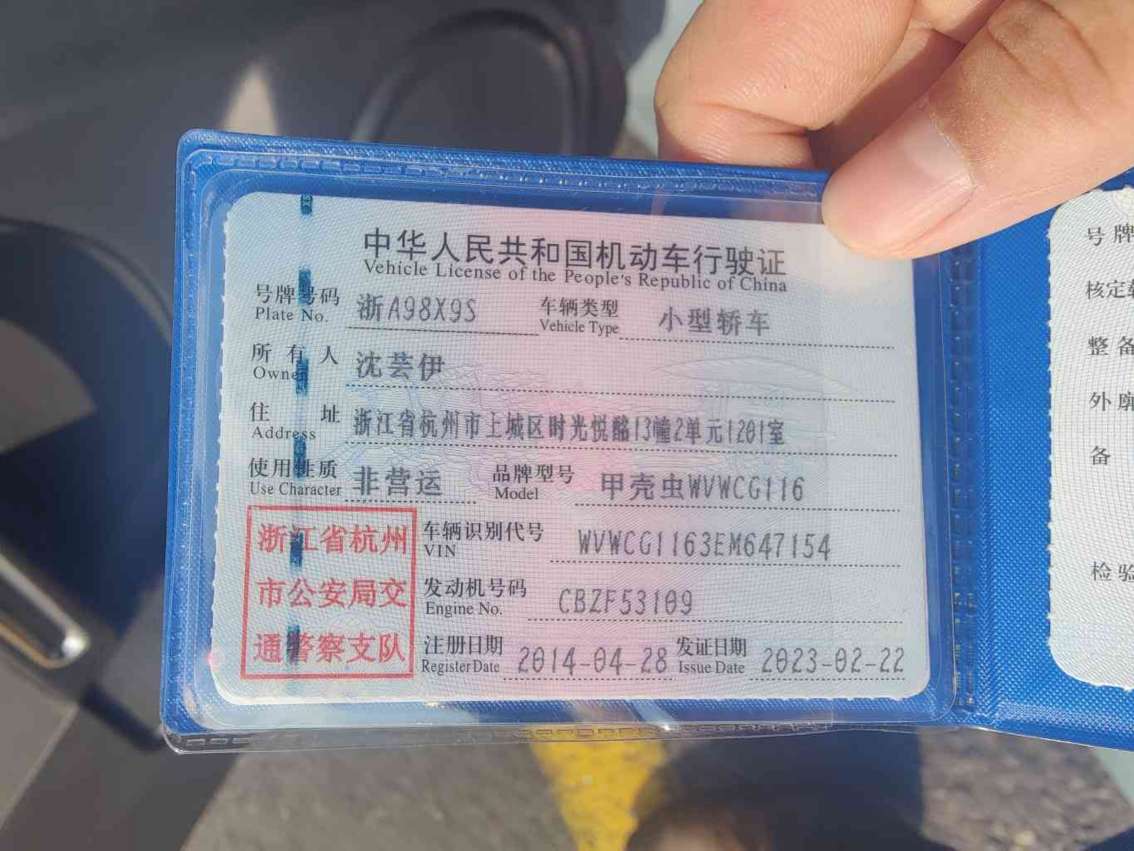 中华人民共和国机动车行驶证
Vehicle License of the People's Republic of China
号牌号码 浙A98X9S 车辆类型 小型轿车
Plate No. Vehicle Type
所有人 沈芸伊
Owner
住址 浙江省杭州市上城区时光悦酩13幢2单元1201室
Address
使用性质 非营运 品牌型号 甲壳虫WVWCG116
Use Character Model
浙江省杭州
市公安局交
通警察支队
车辆识别代号 WVWCG1163EM647154
VIN
发动机号码 CBZF53109
Engine No.
注册日期 2014-04-28 发证日期 2023-02-22
Register Date Issue Date
号牌
核定
整备
外廓
备
检验